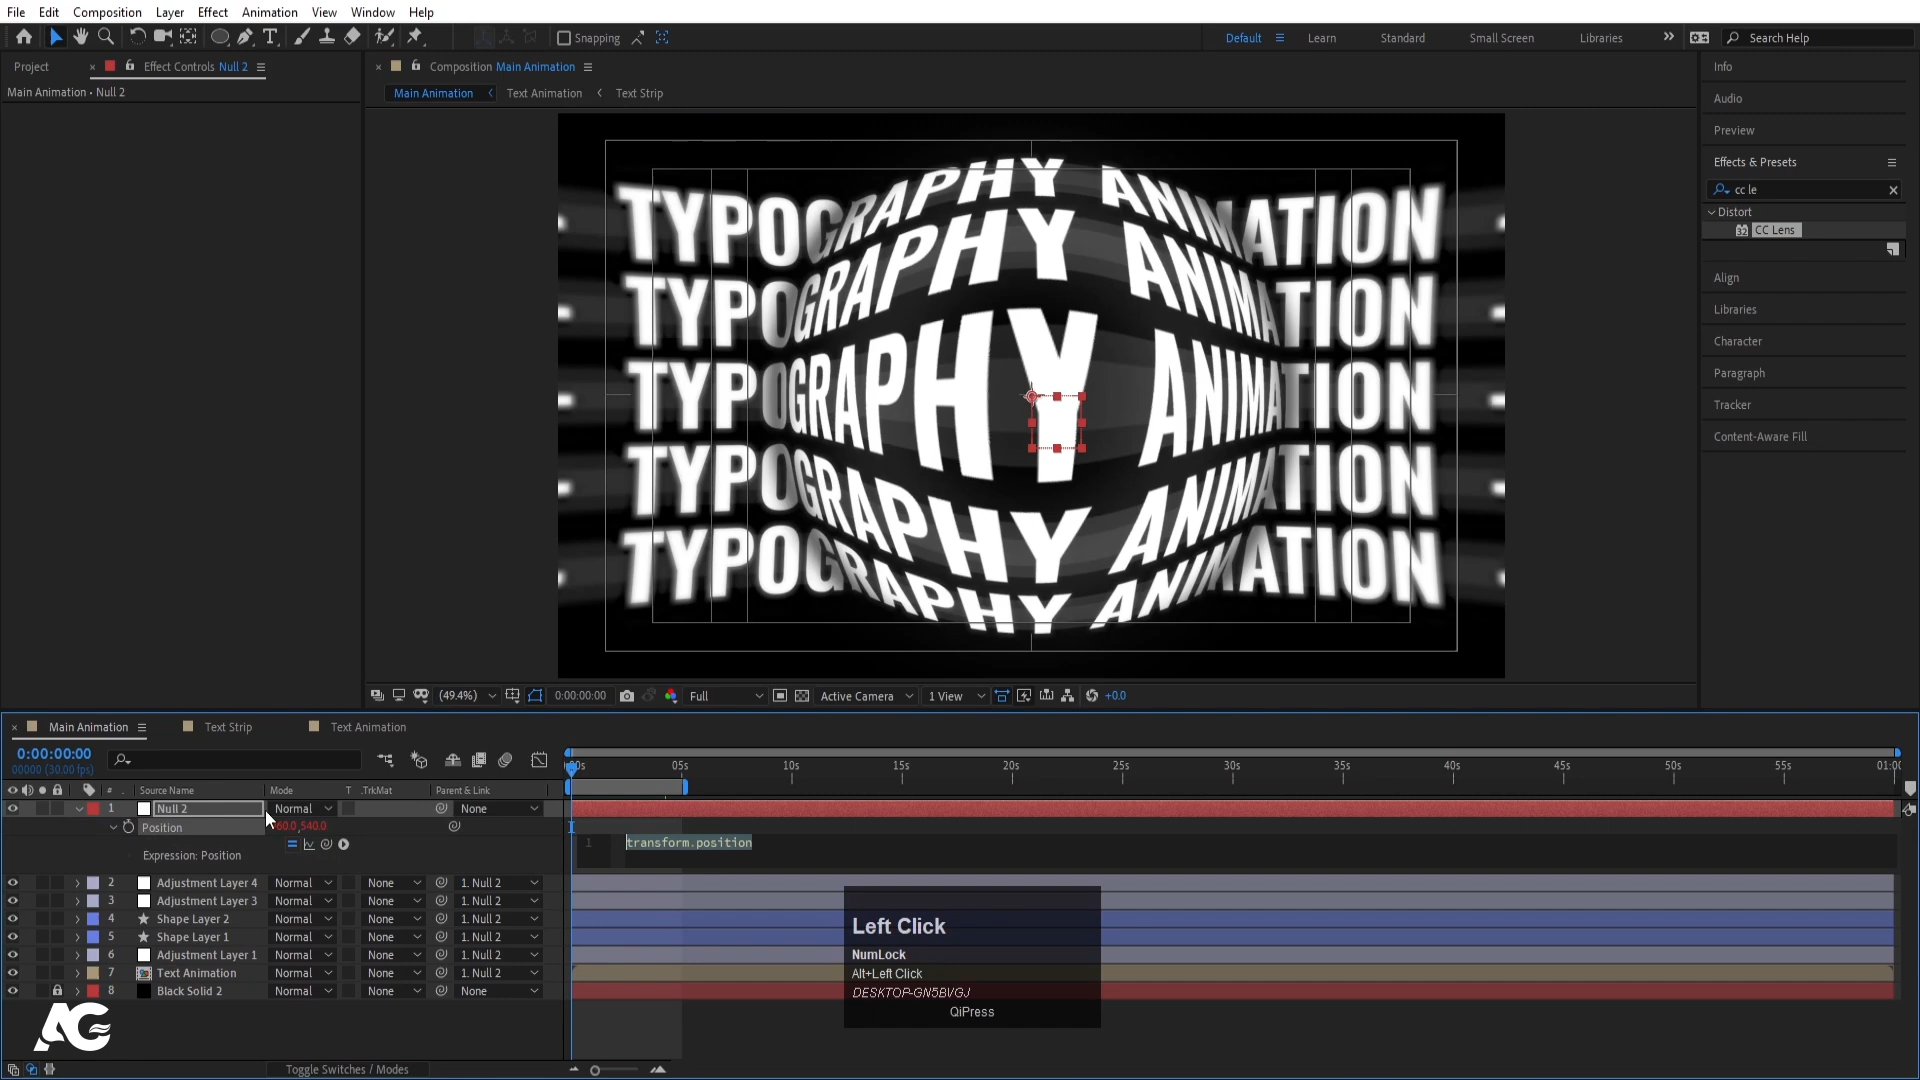 File Edit Composition Layer Effect Animation View Window Help
Snapping
Default Learn Standard Small Screen Libraries Search Help
Project Effect Controls Null 2
Main Animation • Null 2
Composition Main Animation
Main Animation Text Animation Text Strip
TYPOGRAPHY ANIMATION
TYPOGRAPHY ANIMATION
TYPOGRAPHY ANIMATION
TYPOGRAPHY ANIMATION
TYPOGRAPHY ANIMATION
Info
Audio
Preview
Effects & Presets
cc le
Distort
32 CC Lens
Align
Libraries
Character
Paragraph
Tracker
Content-Aware Fill
(49.4%) 0:00:00:00 Full Active Camera 1 View +0.0
Main Animation Text Strip Text Animation
0:00:00:00
00000 (30.00 fps)
05s 10s 15s 20s 25s 30s 35s 40s 45s 50s 55s
# Source Name Mode T .TrkMat Parent & Link
1 Null 2 Normal None
Position 540.0
Expression: Position
1 transform.position
2 Adjustment Layer 4 Normal None 1. Null 2
3 Adjustment Layer 3 Normal None 1. Null 2
4 Shape Layer 2 Normal None 1. Null 2
5 Shape Layer 1 Normal None 1. Null 2
6 Adjustment Layer 1 Normal None 1. Null 2
7 Text Animation Normal None 1. Null 2
8 Black Solid 2 Normal None None
Left Click
NumLock
Alt+Left Click
DESKTOP-GN5BVGJ
QiPress
AG
Toggle Switches / Modes